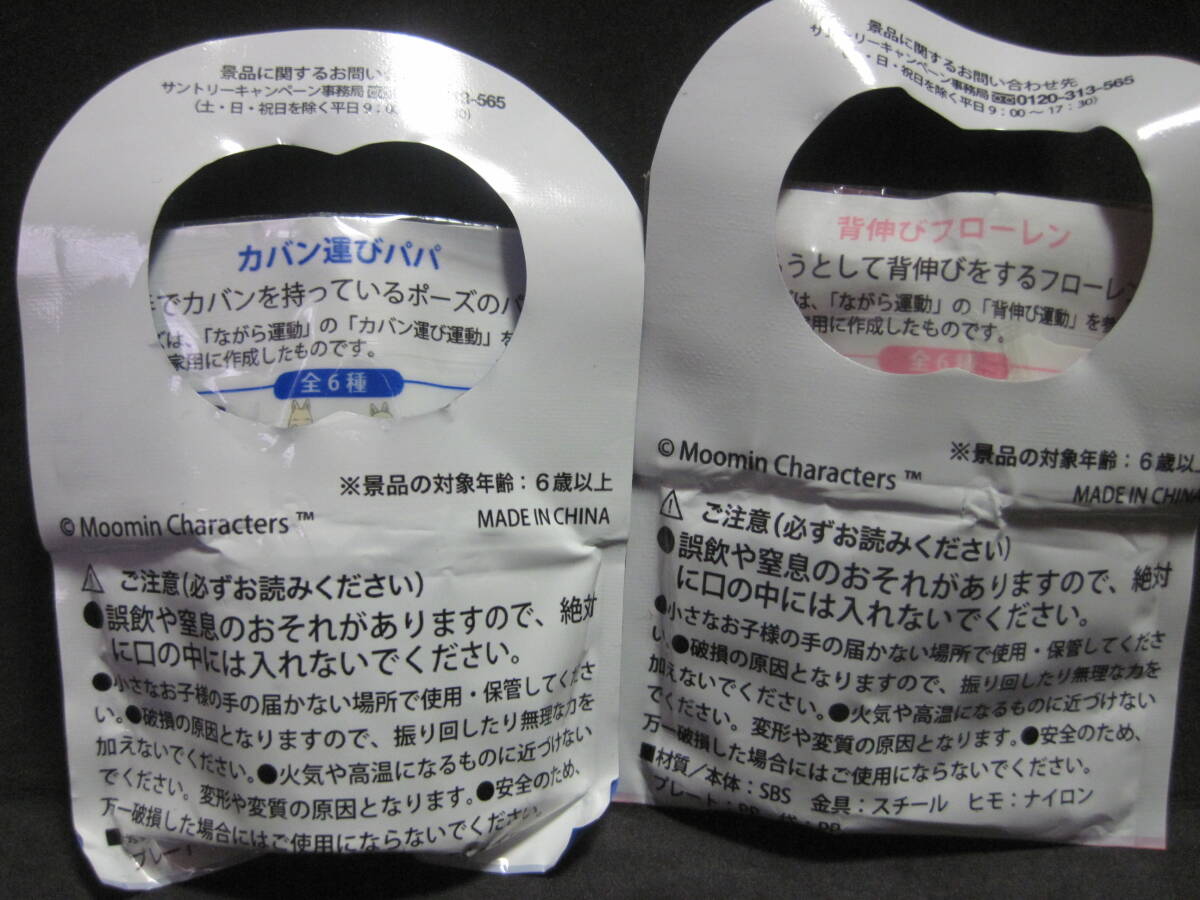 景品に関するお問い
サントリーキャンペーン事務局 313-565
(土・日・祝日を除く平日9:00 30)
カバン運びパパ
でカバンを持っているポーズの
は、「ながら運動」の「カバン運び運動」を
家用に作成したものです。
全6種
※景品の対象年齢:6歳以上
© Moomin Characters ™
MADE IN CHINA
⚠ ご注意(必ずお読みください)
●誤飲や窒息のおそれがありますので、絶対
に口の中には入れないでください。
●小さなお子様の手の届かない場所で使用・保管してくださ
い。●破損の原因となりますので、振り回したり無理な力を
加えないでください。●火気や高温になるものに近づけない
でください。変形や変質の原因となります。●安全のため、
万一破損した場合にはご使用にならないでください。
プレート
景品に関するお問い合わせ先
サントリーキャンペーン事務局 0120-313-565
・日・祝日を除く平日9:00～17:30)
背伸びフローレン
うとして背伸びをするフローレン
は、「ながら運動」の「背伸び運動」を参
家用に作成したものです。
全6種
※景品の対象年齢:6歳以上
© Moomin Characters ™
MADE IN CHINA
⚠ ご注意(必ずお読みください)
●誤飲や窒息のおそれがありますので、絶対
に口の中には入れないでください。
●小さなお子様の手の届かない場所で使用・保管してくださ
い。●破損の原因となりますので、振り回したり無理な力を
加えないでください。●火気や高温になるものに近づけない
でください。変形や変質の原因となります。●安全のため、
万一破損した場合にはご使用にならないでください。
■材質/本体:SBS 金具:スチール ヒモ:ナイロン
プレート:PP 袋:PP